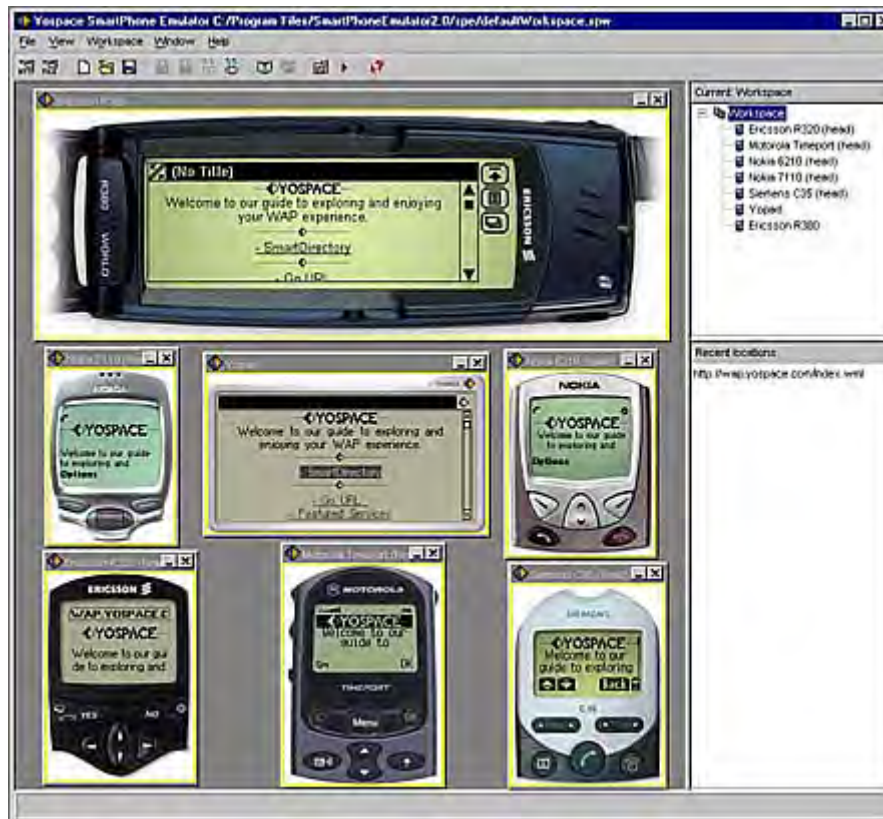 Yospace SmartPhone Emulator C:/Program Files/SmartPhoneEmulator2.0/spe/defaultWorkspace.spw
File View Workspace Window Help
(No Title)
YOSPACE
Welcome to our guide to exploring and enjoying
your WAP experience.
- SmartDirectory
- Go URL
R380 WORLD
ERICSSON
Current Workspace
Workspace
Ericsson R320 (head)
Motorola Timeport (head)
Nokia 6210 (head)
Nokia 7110 (head)
Siemens C35 (head)
Yopad
Ericsson R380
Recent locations
http://wap.yospace.com/index.wml
NOKIA
YOSPACE
Welcome to our guide
to exploring and
Options
YOSPACE
Welcome to our guide to exploring and
enjoying your WAP experience.
- SmartDirectory
- Go URL -
- Featured Services
NOKIA
YOSPACE
Welcome to our guide
to exploring and
Options
ERICSSON
WAP YOSPACE C
YOSPACE
Welcome to our gui
de to exploring and
YES NO
MOTOROLA
YOSPACE
Welcome to our
guide to
OK
TIMEPORT
Menu
SIEMENS
YOSPACE
Welcome to our
guide to exploring
Back
C35